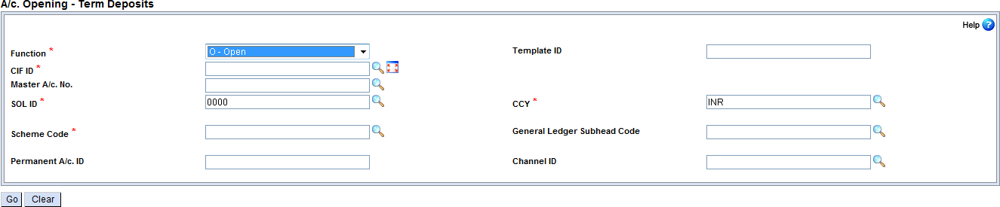 A/c. Opening - Term Deposits
Help ?
Function * O - Open Template ID
CIF ID *
Master A/c. No.
SOL ID * 0000 CCY * INR
Scheme Code * General Ledger Subhead Code
Permanent A/c. ID Channel ID
Go Clear